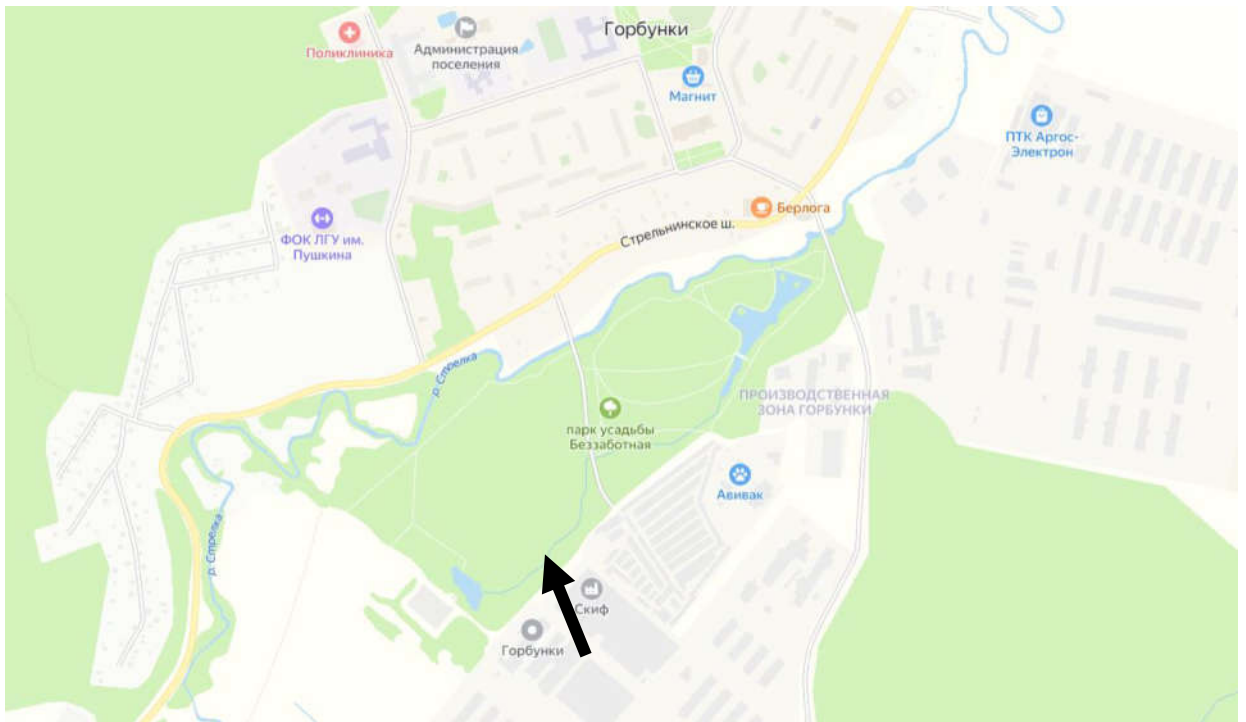 Горбунки
Поликлиника
Администрация
поселения
Магнит
ПТК Аргос-
Электрон
Берлога
Стрельнинское ш.
ФОК ЛГУ им.
Пушкина
р. Стрелка
ПРОИЗВОДСТВЕННАЯ
ЗОНА ГОРБУНКИ
парк усадьбы
Беззаботная
Авивак
р. Стрелка
Скиф
Горбунки